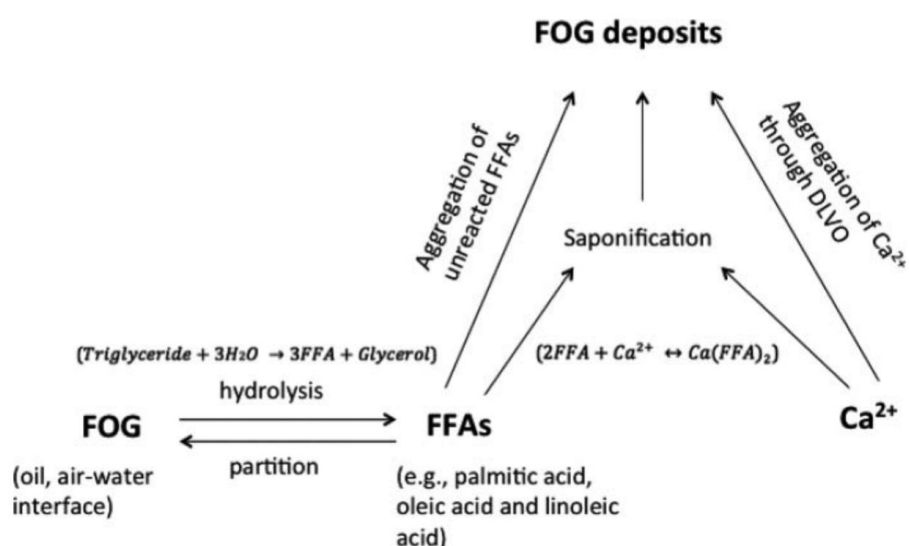 FOG deposits
Aggregation of
unreacted FFAs
Aggregation of Ca²⁺
through DLVO
Saponification
(Triglyceride + 3H₂O → 3FFA + Glycerol)
(2FFA + Ca²⁺ ↔ Ca(FFA)₂)
hydrolysis
FOG
FFAs
Ca²⁺
partition
(oil, air-water
interface)
(e.g., palmitic acid,
oleic acid and linoleic
acid)